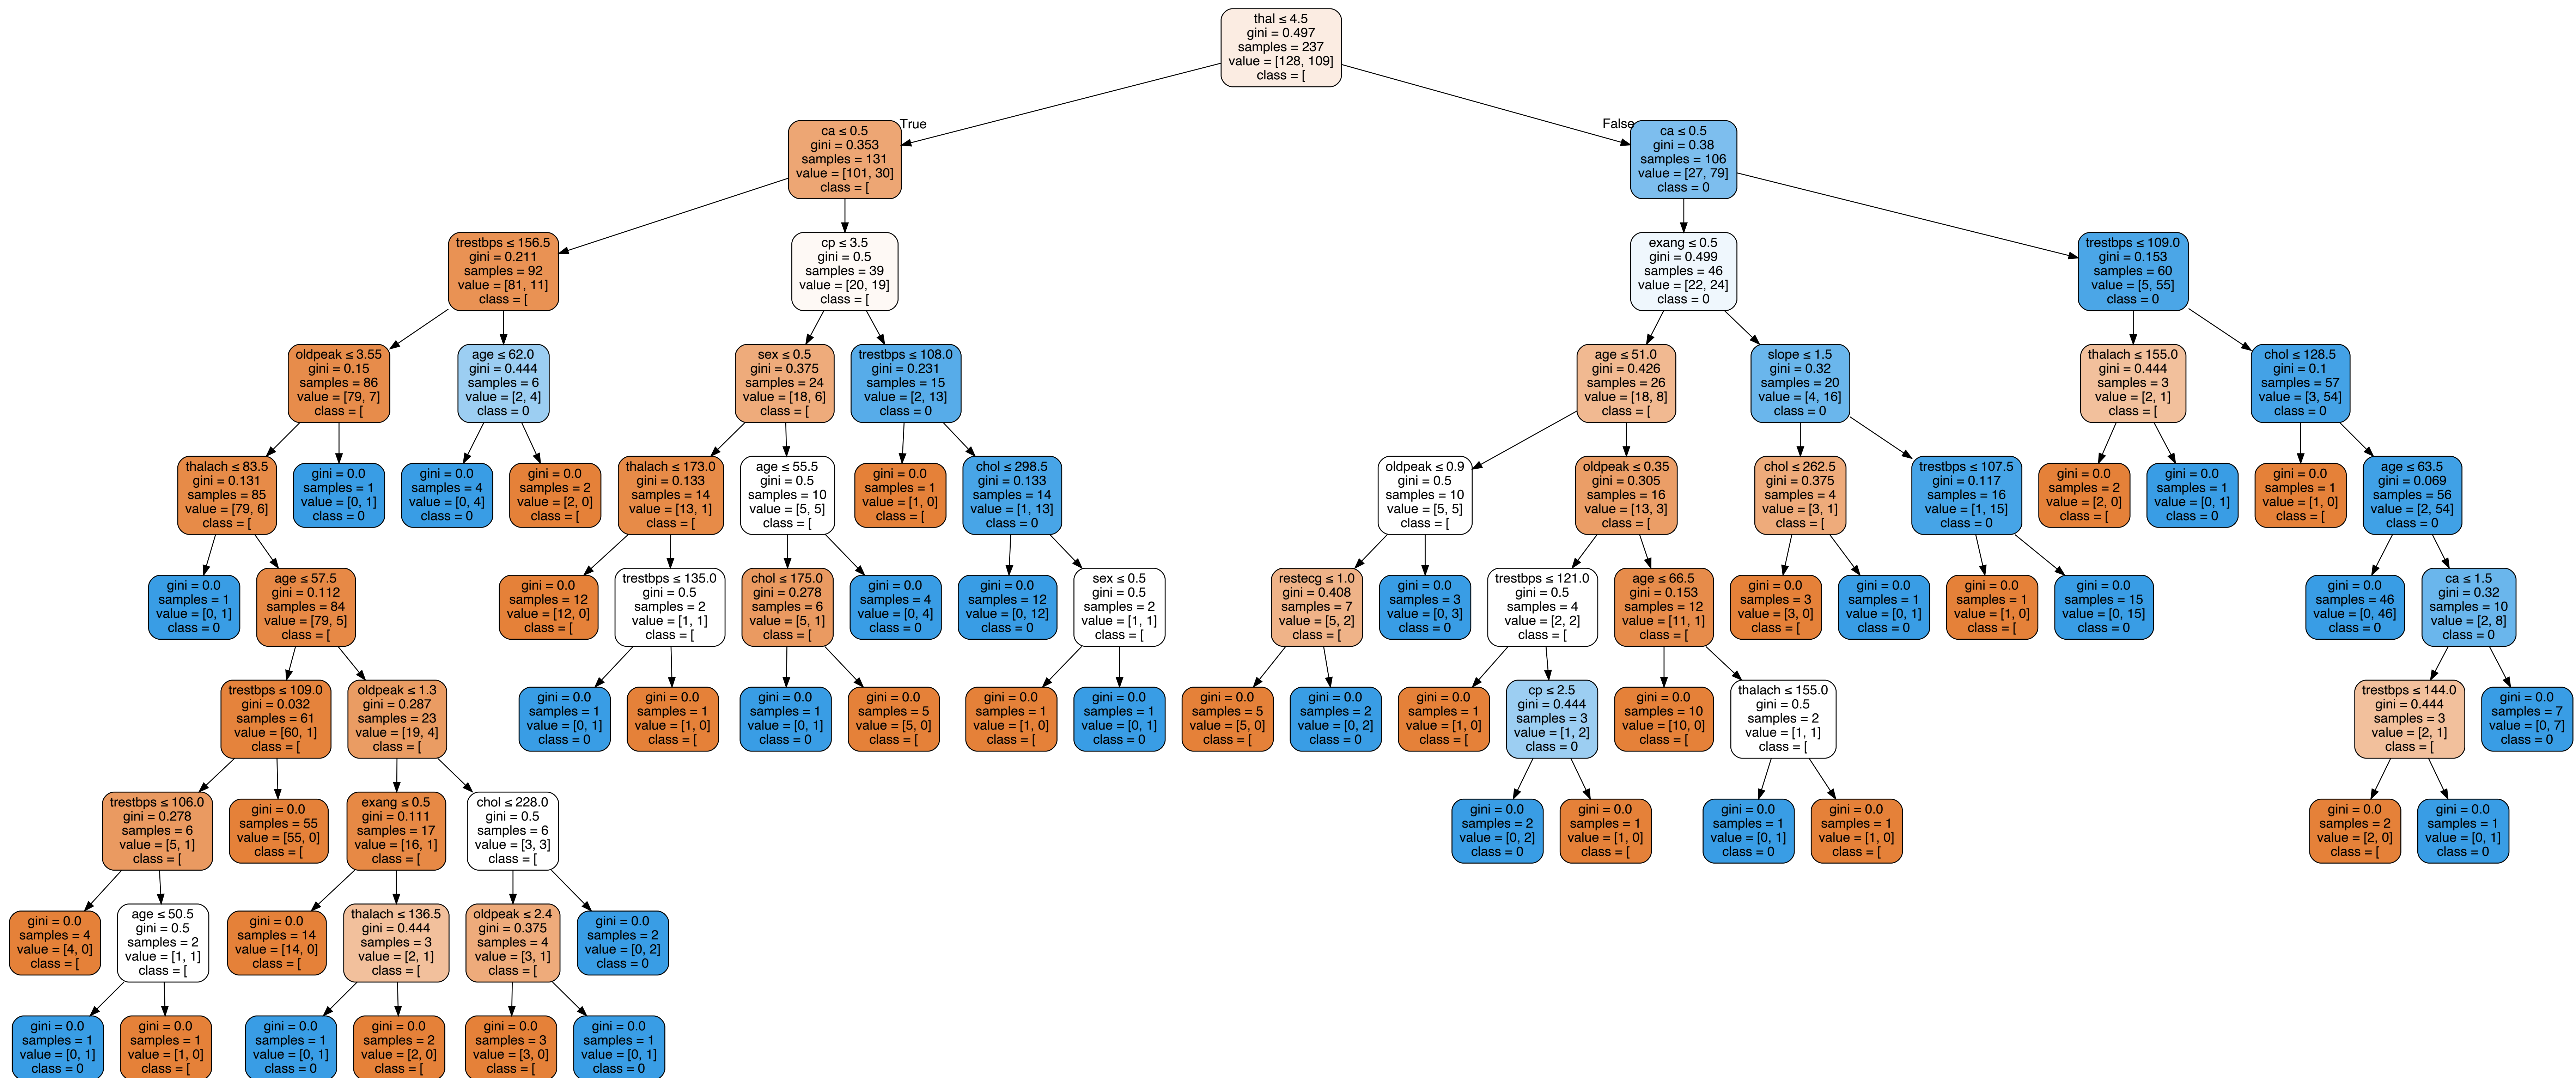 thal ≤ 4.5
gini = 0.497
samples = 237
value = [128, 109]
class = [
True
False
ca ≤ 0.5
gini = 0.353
samples = 131
value = [101, 30]
class = [
ca ≤ 0.5
gini = 0.38
samples = 106
value = [27, 79]
class = 0
trestbps ≤ 156.5
gini = 0.211
samples = 92
value = [81, 11]
class = [
cp ≤ 3.5
gini = 0.5
samples = 39
value = [20, 19]
class = [
exang ≤ 0.5
gini = 0.499
samples = 46
value = [22, 24]
class = 0
trestbps ≤ 109.0
gini = 0.153
samples = 60
value = [5, 55]
class = 0
oldpeak ≤ 3.55
gini = 0.15
samples = 86
value = [79, 7]
class = [
age ≤ 62.0
gini = 0.444
samples = 6
value = [2, 4]
class = 0
sex ≤ 0.5
gini = 0.375
samples = 24
value = [18, 6]
class = [
trestbps ≤ 108.0
gini = 0.231
samples = 15
value = [2, 13]
class = 0
age ≤ 51.0
gini = 0.426
samples = 26
value = [18, 8]
class = [
slope ≤ 1.5
gini = 0.32
samples = 20
value = [4, 16]
class = 0
thalach ≤ 155.0
gini = 0.444
samples = 3
value = [2, 1]
class = [
chol ≤ 128.5
gini = 0.1
samples = 57
value = [3, 54]
class = 0
thalach ≤ 83.5
gini = 0.131
samples = 85
value = [79, 6]
class = [
gini = 0.0
samples = 1
value = [0, 1]
class = 0
gini = 0.0
samples = 4
value = [0, 4]
class = 0
gini = 0.0
samples = 2
value = [2, 0]
class = [
thalach ≤ 173.0
gini = 0.133
samples = 14
value = [13, 1]
class = [
age ≤ 55.5
gini = 0.5
samples = 10
value = [5, 5]
class = [
gini = 0.0
samples = 1
value = [1, 0]
class = [
chol ≤ 298.5
gini = 0.133
samples = 14
value = [1, 13]
class = 0
oldpeak ≤ 0.9
gini = 0.5
samples = 10
value = [5, 5]
class = [
oldpeak ≤ 0.35
gini = 0.305
samples = 16
value = [13, 3]
class = [
chol ≤ 262.5
gini = 0.375
samples = 4
value = [3, 1]
class = [
trestbps ≤ 107.5
gini = 0.117
samples = 16
value = [1, 15]
class = 0
gini = 0.0
samples = 2
value = [2, 0]
class = [
gini = 0.0
samples = 1
value = [0, 1]
class = 0
gini = 0.0
samples = 1
value = [1, 0]
class = [
age ≤ 63.5
gini = 0.069
samples = 56
value = [2, 54]
class = 0
gini = 0.0
samples = 1
value = [0, 1]
class = 0
age ≤ 57.5
gini = 0.112
samples = 84
value = [79, 5]
class = [
gini = 0.0
samples = 12
value = [12, 0]
class = [
trestbps ≤ 135.0
gini = 0.5
samples = 2
value = [1, 1]
class = [
chol ≤ 175.0
gini = 0.278
samples = 6
value = [5, 1]
class = [
gini = 0.0
samples = 4
value = [0, 4]
class = 0
gini = 0.0
samples = 12
value = [0, 12]
class = 0
sex ≤ 0.5
gini = 0.5
samples = 2
value = [1, 1]
class = [
restecg ≤ 1.0
gini = 0.408
samples = 7
value = [5, 2]
class = [
gini = 0.0
samples = 3
value = [0, 3]
class = 0
trestbps ≤ 121.0
gini = 0.5
samples = 4
value = [2, 2]
class = [
age ≤ 66.5
gini = 0.153
samples = 12
value = [11, 1]
class = [
gini = 0.0
samples = 3
value = [3, 0]
class = [
gini = 0.0
samples = 1
value = [0, 1]
class = 0
gini = 0.0
samples = 1
value = [1, 0]
class = [
gini = 0.0
samples = 15
value = [0, 15]
class = 0
gini = 0.0
samples = 46
value = [0, 46]
class = 0
ca ≤ 1.5
gini = 0.32
samples = 10
value = [2, 8]
class = 0
trestbps ≤ 109.0
gini = 0.032
samples = 61
value = [60, 1]
class = [
oldpeak ≤ 1.3
gini = 0.287
samples = 23
value = [19, 4]
class = [
gini = 0.0
samples = 1
value = [0, 1]
class = 0
gini = 0.0
samples = 1
value = [1, 0]
class = [
gini = 0.0
samples = 1
value = [0, 1]
class = 0
gini = 0.0
samples = 5
value = [5, 0]
class = [
gini = 0.0
samples = 1
value = [1, 0]
class = [
gini = 0.0
samples = 1
value = [0, 1]
class = 0
gini = 0.0
samples = 5
value = [5, 0]
class = [
gini = 0.0
samples = 2
value = [0, 2]
class = 0
gini = 0.0
samples = 1
value = [1, 0]
class = [
cp ≤ 2.5
gini = 0.444
samples = 3
value = [1, 2]
class = 0
gini = 0.0
samples = 10
value = [10, 0]
class = [
thalach ≤ 155.0
gini = 0.5
samples = 2
value = [1, 1]
class = [
trestbps ≤ 144.0
gini = 0.444
samples = 3
value = [2, 1]
class = [
gini = 0.0
samples = 7
value = [0, 7]
class = 0
trestbps ≤ 106.0
gini = 0.278
samples = 6
value = [5, 1]
class = [
gini = 0.0
samples = 55
value = [55, 0]
class = [
exang ≤ 0.5
gini = 0.111
samples = 17
value = [16, 1]
class = [
chol ≤ 228.0
gini = 0.5
samples = 6
value = [3, 3]
class = [
gini = 0.0
samples = 2
value = [0, 2]
class = 0
gini = 0.0
samples = 1
value = [1, 0]
class = [
gini = 0.0
samples = 1
value = [0, 1]
class = 0
gini = 0.0
samples = 1
value = [1, 0]
class = [
gini = 0.0
samples = 2
value = [2, 0]
class = [
gini = 0.0
samples = 1
value = [0, 1]
class = 0
gini = 0.0
samples = 4
value = [4, 0]
class = [
age ≤ 50.5
gini = 0.5
samples = 2
value = [1, 1]
class = [
gini = 0.0
samples = 14
value = [14, 0]
class = [
thalach ≤ 136.5
gini = 0.444
samples = 3
value = [2, 1]
class = [
oldpeak ≤ 2.4
gini = 0.375
samples = 4
value = [3, 1]
class = [
gini = 0.0
samples = 2
value = [0, 2]
class = 0
gini = 0.0
samples = 1
value = [0, 1]
class = 0
gini = 0.0
samples = 1
value = [1, 0]
class = [
gini = 0.0
samples = 1
value = [0, 1]
class = 0
gini = 0.0
samples = 2
value = [2, 0]
class = [
gini = 0.0
samples = 3
value = [3, 0]
class = [
gini = 0.0
samples = 1
value = [0, 1]
class = 0